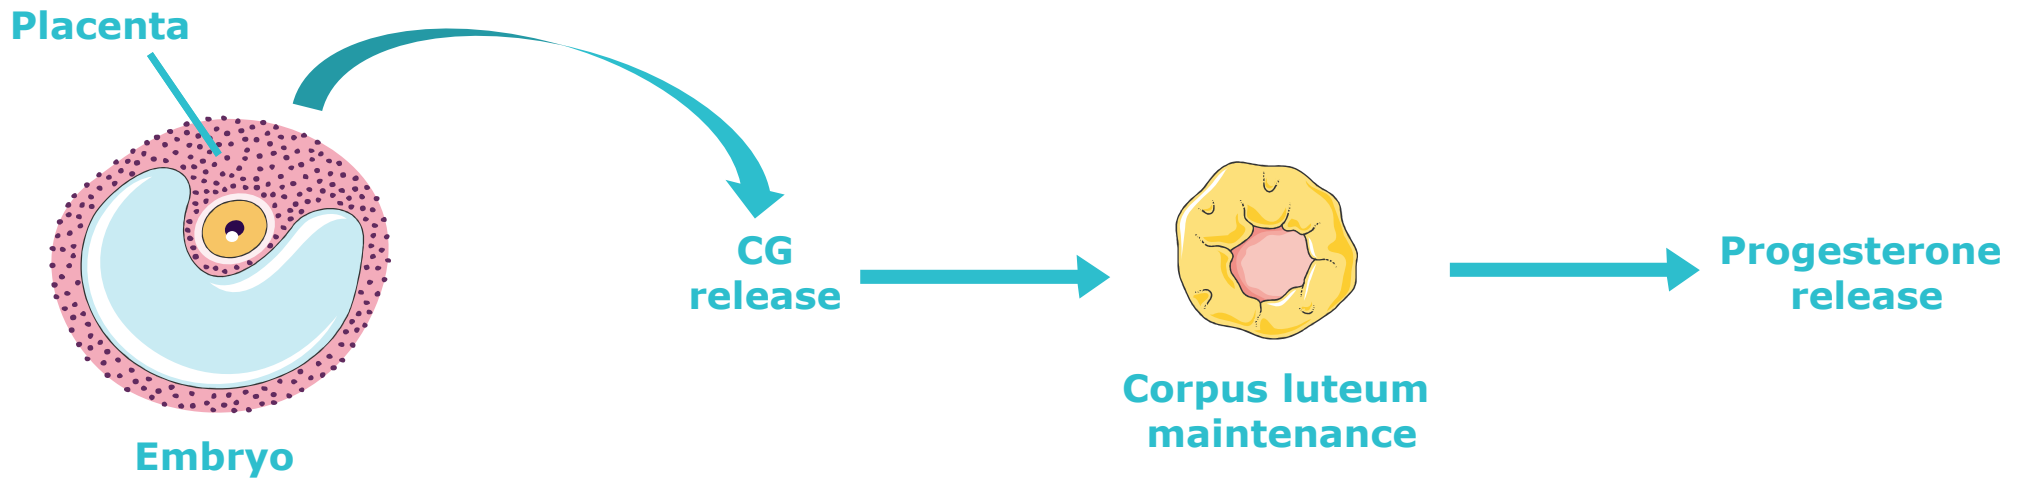 Placenta
Embryo
CG
release
Corpus luteum
maintenance
Progesterone
release